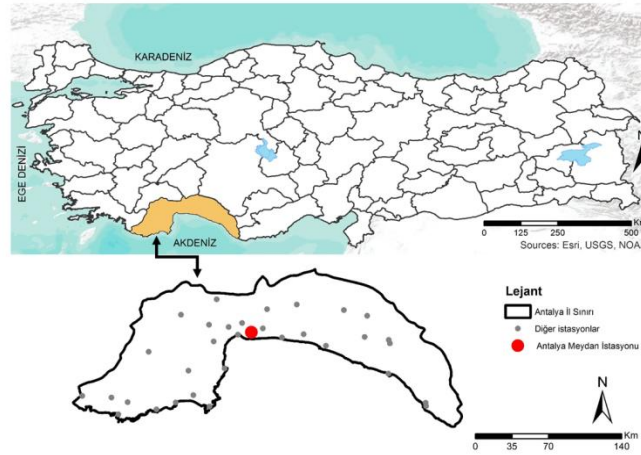 KARADENİZ
EGE DENİZİ
AKDENİZ
N
Km
0 125 250 500
Sources: Esri, USGS, NOA
Lejant
Antalya İl Sınırı
Diğer istasyonlar
Antalya Meydan İstasyonu
N
Km
0 35 70 140